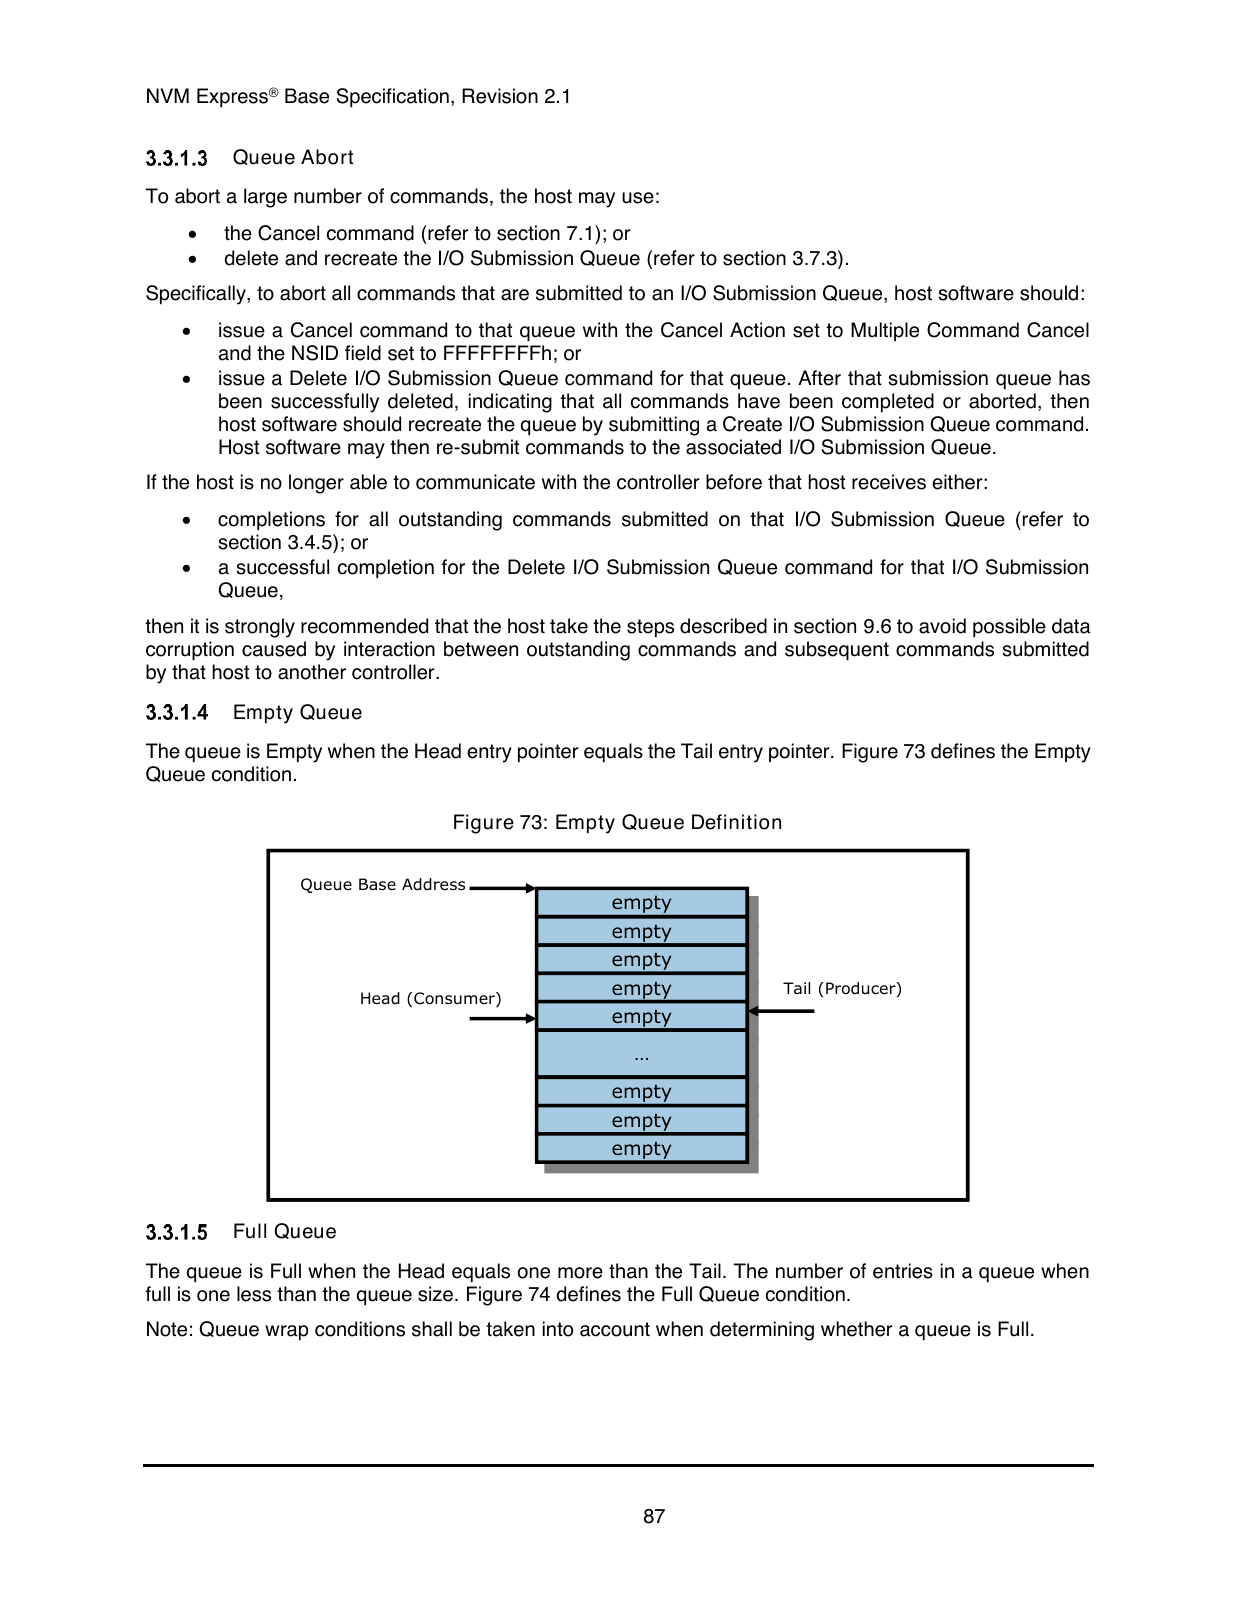 NVM Express® Base Specification, Revision 2.1
3.3.1.3 Queue Abort
To abort a large number of commands, the host may use:
• the Cancel command (refer to section 7.1); or
• delete and recreate the I/O Submission Queue (refer to section 3.7.3).
Specifically, to abort all commands that are submitted to an I/O Submission Queue, host software should:
• issue a Cancel command to that queue with the Cancel Action set to Multiple Command Cancel
and the NSID field set to FFFFFFFFh; or
• issue a Delete I/O Submission Queue command for that queue. After that submission queue has
been successfully deleted, indicating that all commands have been completed or aborted, then
host software should recreate the queue by submitting a Create I/O Submission Queue command.
Host software may then re-submit commands to the associated I/O Submission Queue.
If the host is no longer able to communicate with the controller before that host receives either:
• completions for all outstanding commands submitted on that I/O Submission Queue (refer to
section 3.4.5); or
• a successful completion for the Delete I/O Submission Queue command for that I/O Submission
Queue,
then it is strongly recommended that the host take the steps described in section 9.6 to avoid possible data
corruption caused by interaction between outstanding commands and subsequent commands submitted
by that host to another controller.
3.3.1.4 Empty Queue
The queue is Empty when the Head entry pointer equals the Tail entry pointer. Figure 73 defines the Empty
Queue condition.
Figure 73: Empty Queue Definition
Queue Base Address
empty
empty
empty
empty
Tail (Producer)
Head (Consumer)
empty
...
empty
empty
empty
3.3.1.5 Full Queue
The queue is Full when the Head equals one more than the Tail. The number of entries in a queue when
full is one less than the queue size. Figure 74 defines the Full Queue condition.
Note: Queue wrap conditions shall be taken into account when determining whether a queue is Full.
87